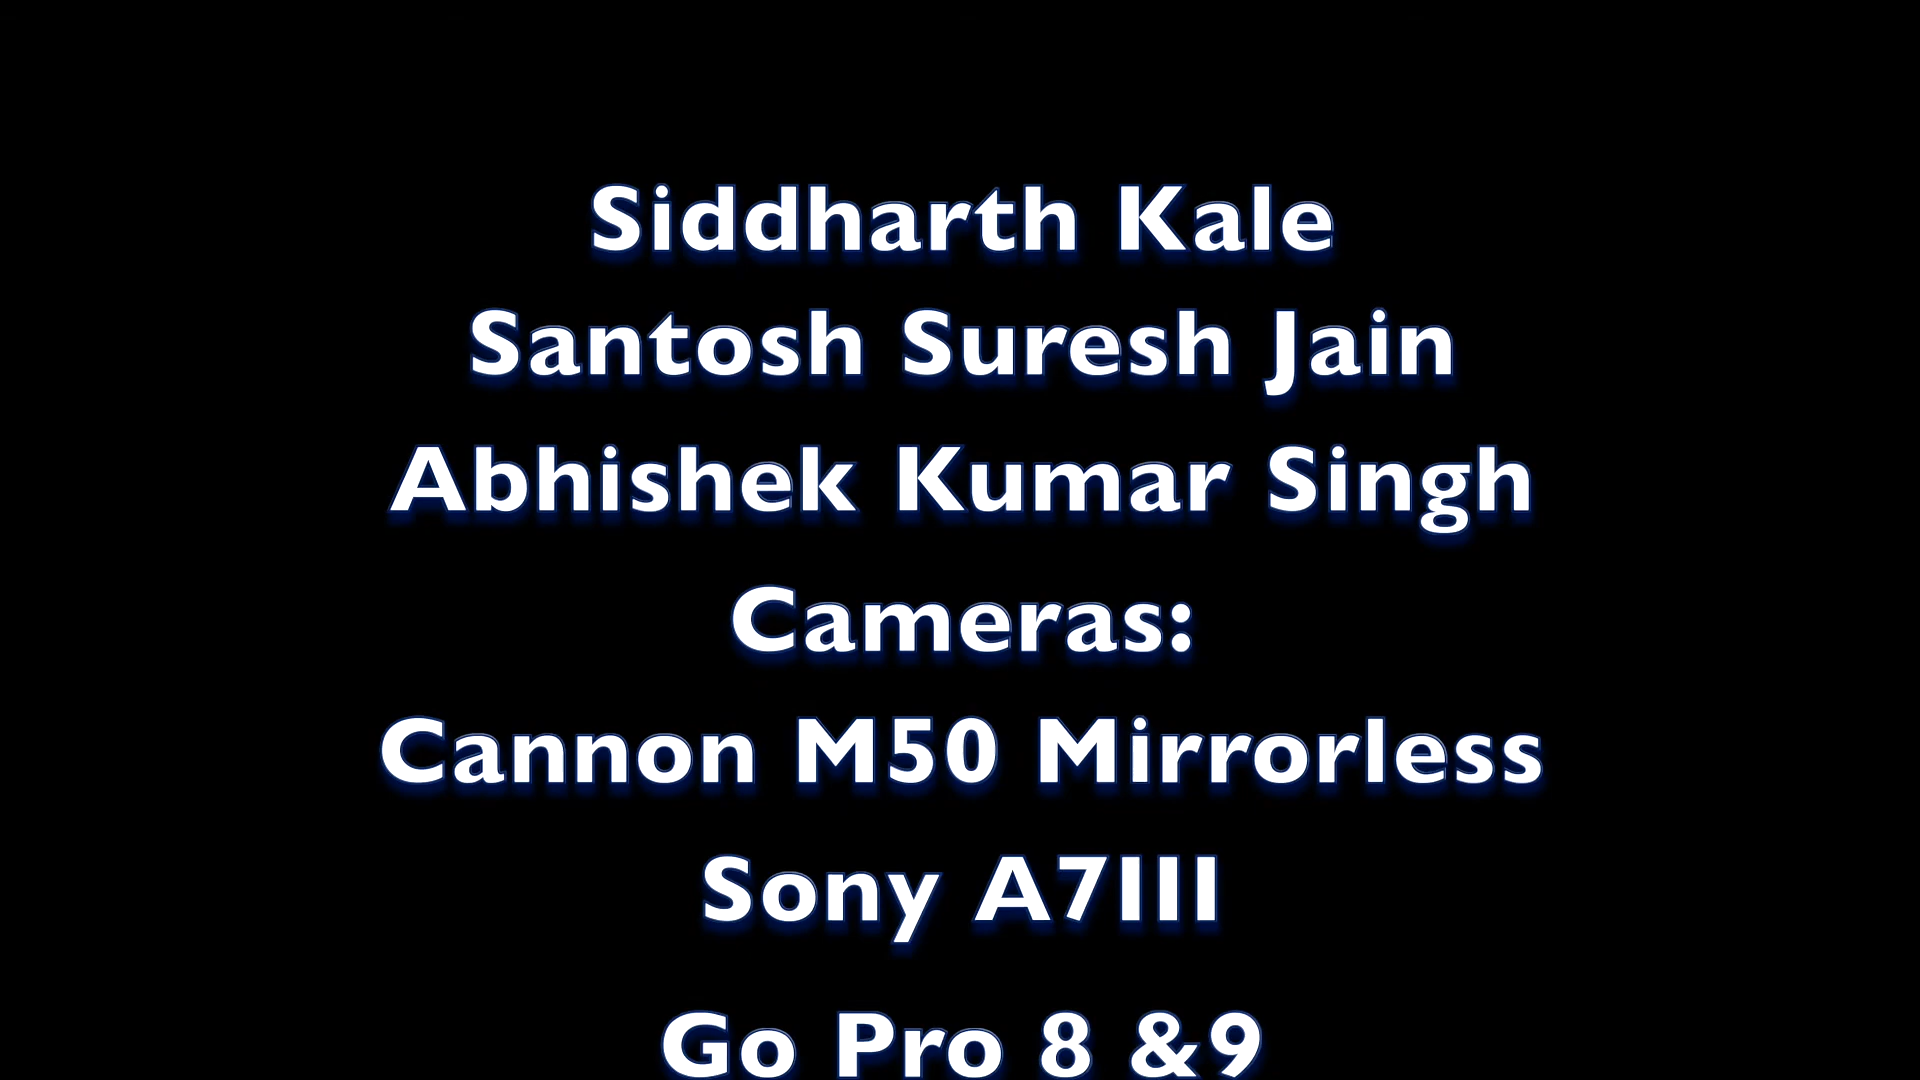 Siddharth Kale
Santosh Suresh Jain
Abhishek Kumar Singh
Cameras:
Cannon M50 Mirrorless
Sony A7III
Go Pro 8 &9